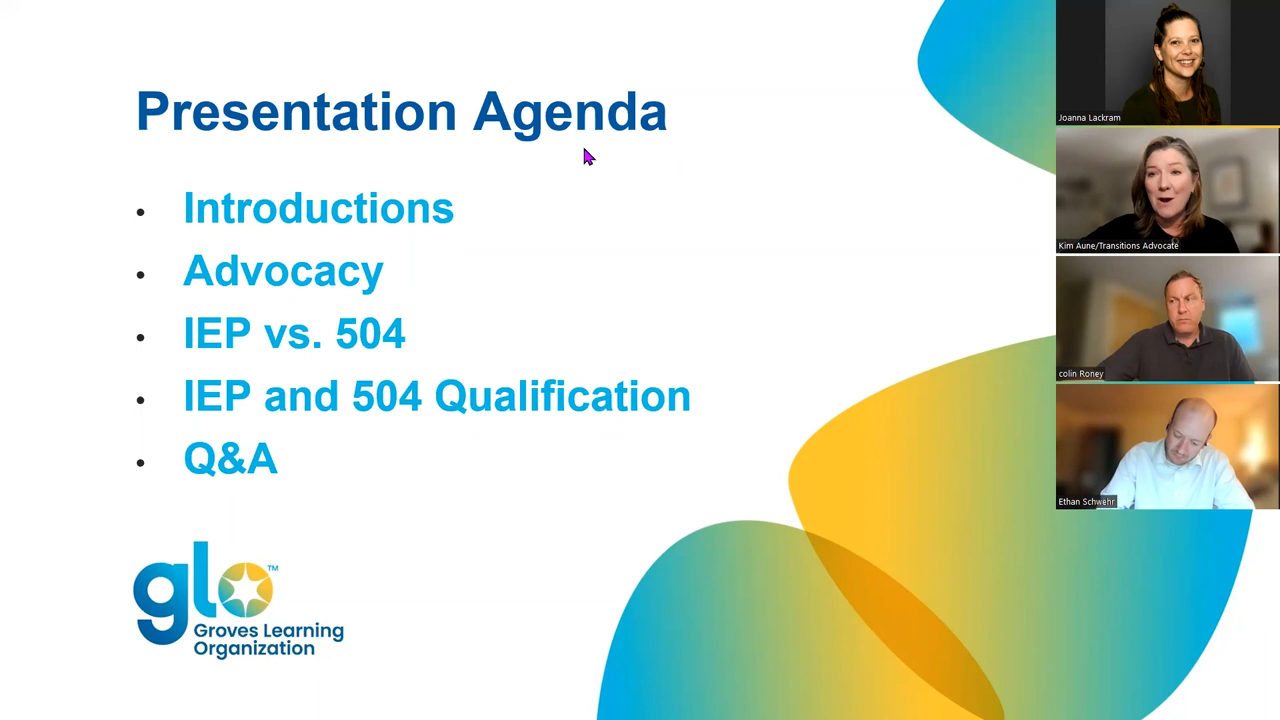 Presentation Agenda
• Introductions
• Advocacy
• IEP vs. 504
• IEP and 504 Qualification
• Q&A
glo™
Groves Learning
Organization
Joanna Lackram
Kim Aune/Transitions Advocate
colin Roney
Ethan Schwehr